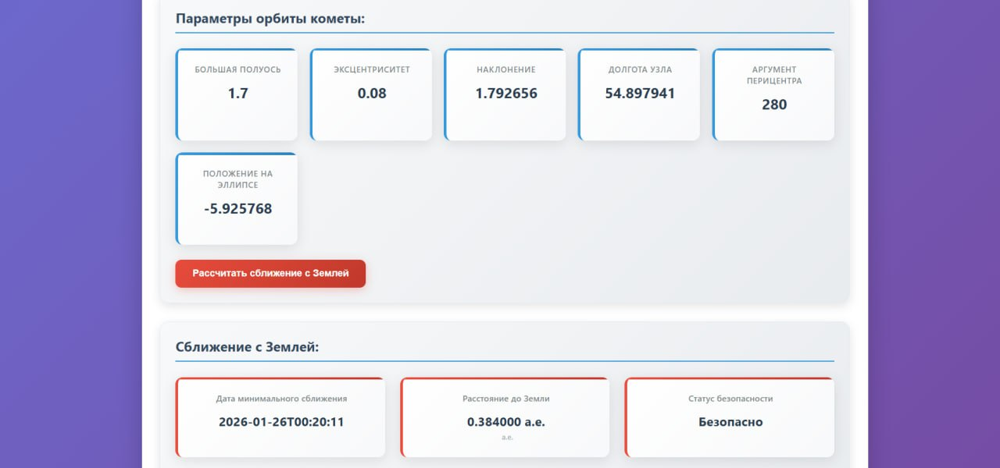 Параметры орбиты кометы:
БОЛЬШАЯ ПОЛУОСЬ
1.7
ЭКСЦЕНТРИСИТЕТ
0.08
НАКЛОНЕНИЕ
1.792656
ДОЛГОТА УЗЛА
54.897941
АРГУМЕНТ
ПЕРИЦЕНТРА
280
ПОЛОЖЕНИЕ НА
ЭЛЛИПСЕ
-5.925768
Рассчитать сближение с Землей
Сближение с Землей:
Дата минимального сближения
2026-01-26T00:20:11
Расстояние до Земли
0.384000 а.е.
а.е.
Статус безопасности
Безопасно